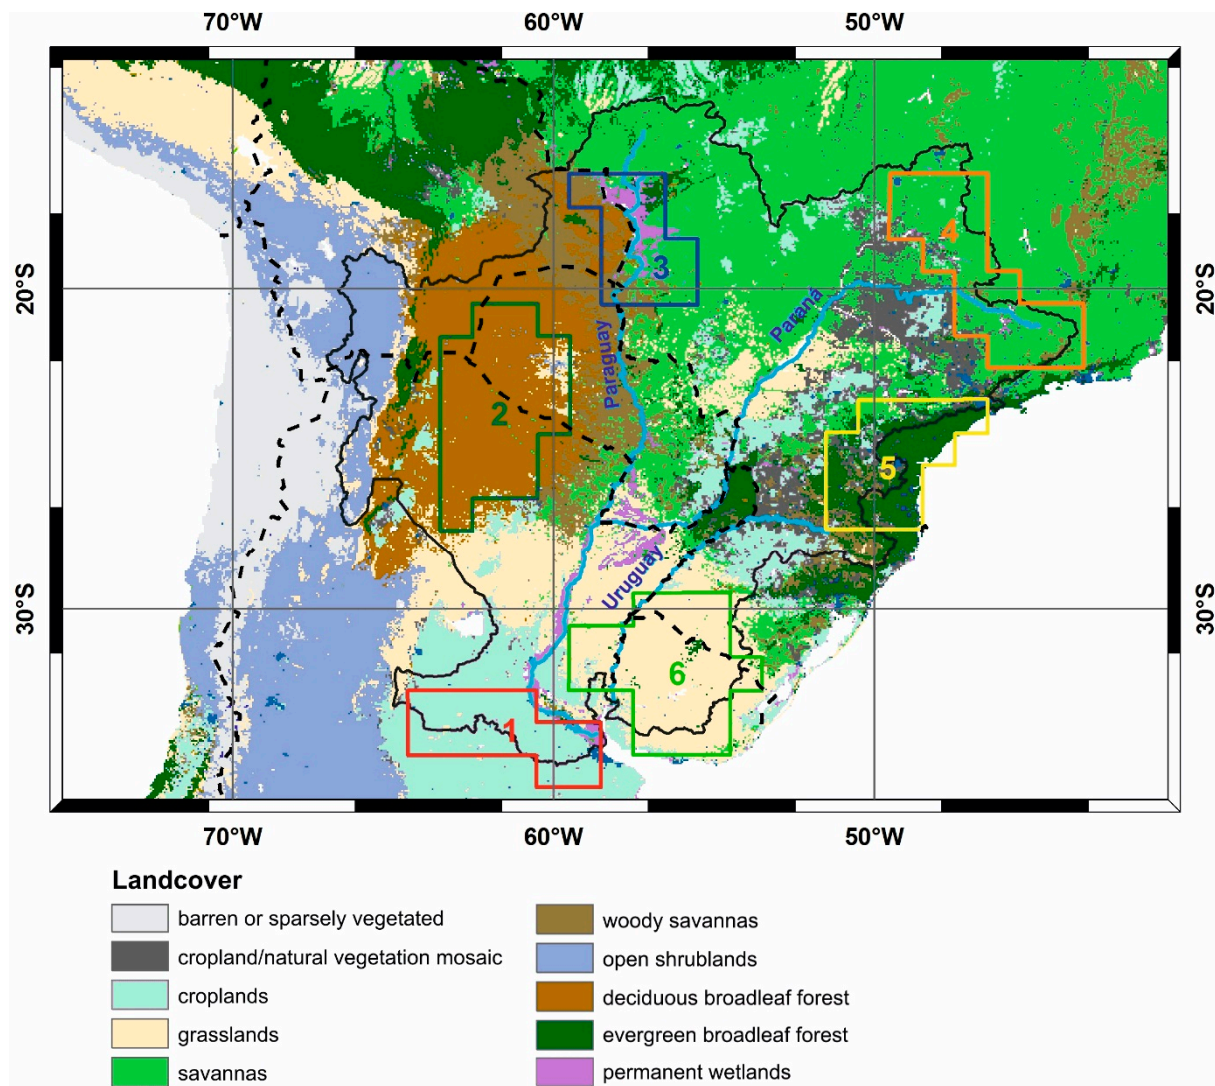 70°W 60°W 50°W
20°S 20°S
30°S 30°S
4
3
Paraná
Paraguay
2
5
Uruguay
6
1
70°W 60°W 50°W
Landcover
barren or sparsely vegetated
cropland/natural vegetation mosaic
croplands
grasslands
savannas
woody savannas
open shrublands
deciduous broadleaf forest
evergreen broadleaf forest
permanent wetlands